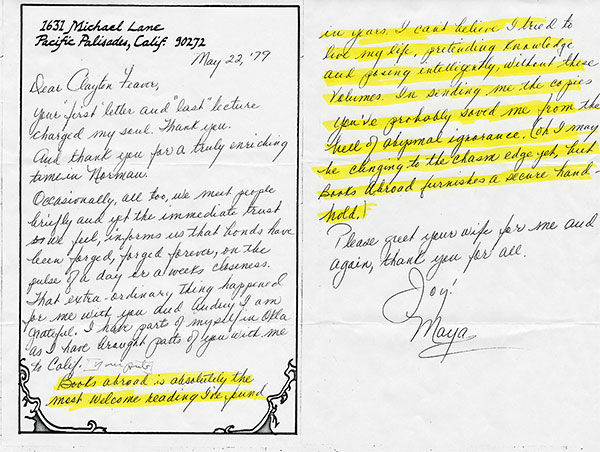 1631 Michael Lane
Pacific Palisades, Calif. 90272
May 22, '79
Dear Clayton Feaver,
Your "first" letter and "last" lecture
charged my soul. Thank you.
And thank you for a truly enriching
time in Norman.
Occasionally, all too, we meet people
briefly and yet the immediate trust
we feel, informs us that bonds have
been forged, forged forever, on the
pulse of a day or a weeks closeness.
That extra-ordinary thing happened
for me with you and Audrey I am
grateful. I have part of myself in Okla
as I have brought parts of you with me
to Calif.
Books abroad is absolutely the
most welcome reading I've found
in years. I can't believe I tried to
live my life, pretending knowledge
and posing intelligently, without these
Volumes. In sending me the copies
you've probably saved me from the
hell of abysmal ignorance. (oh I may
be clinging to the chasm edge yet, but
Books Abroad furnishes a secure hand-
hold.)
Please greet your wife for me and
again, thank you for all.
Joy!
Maya